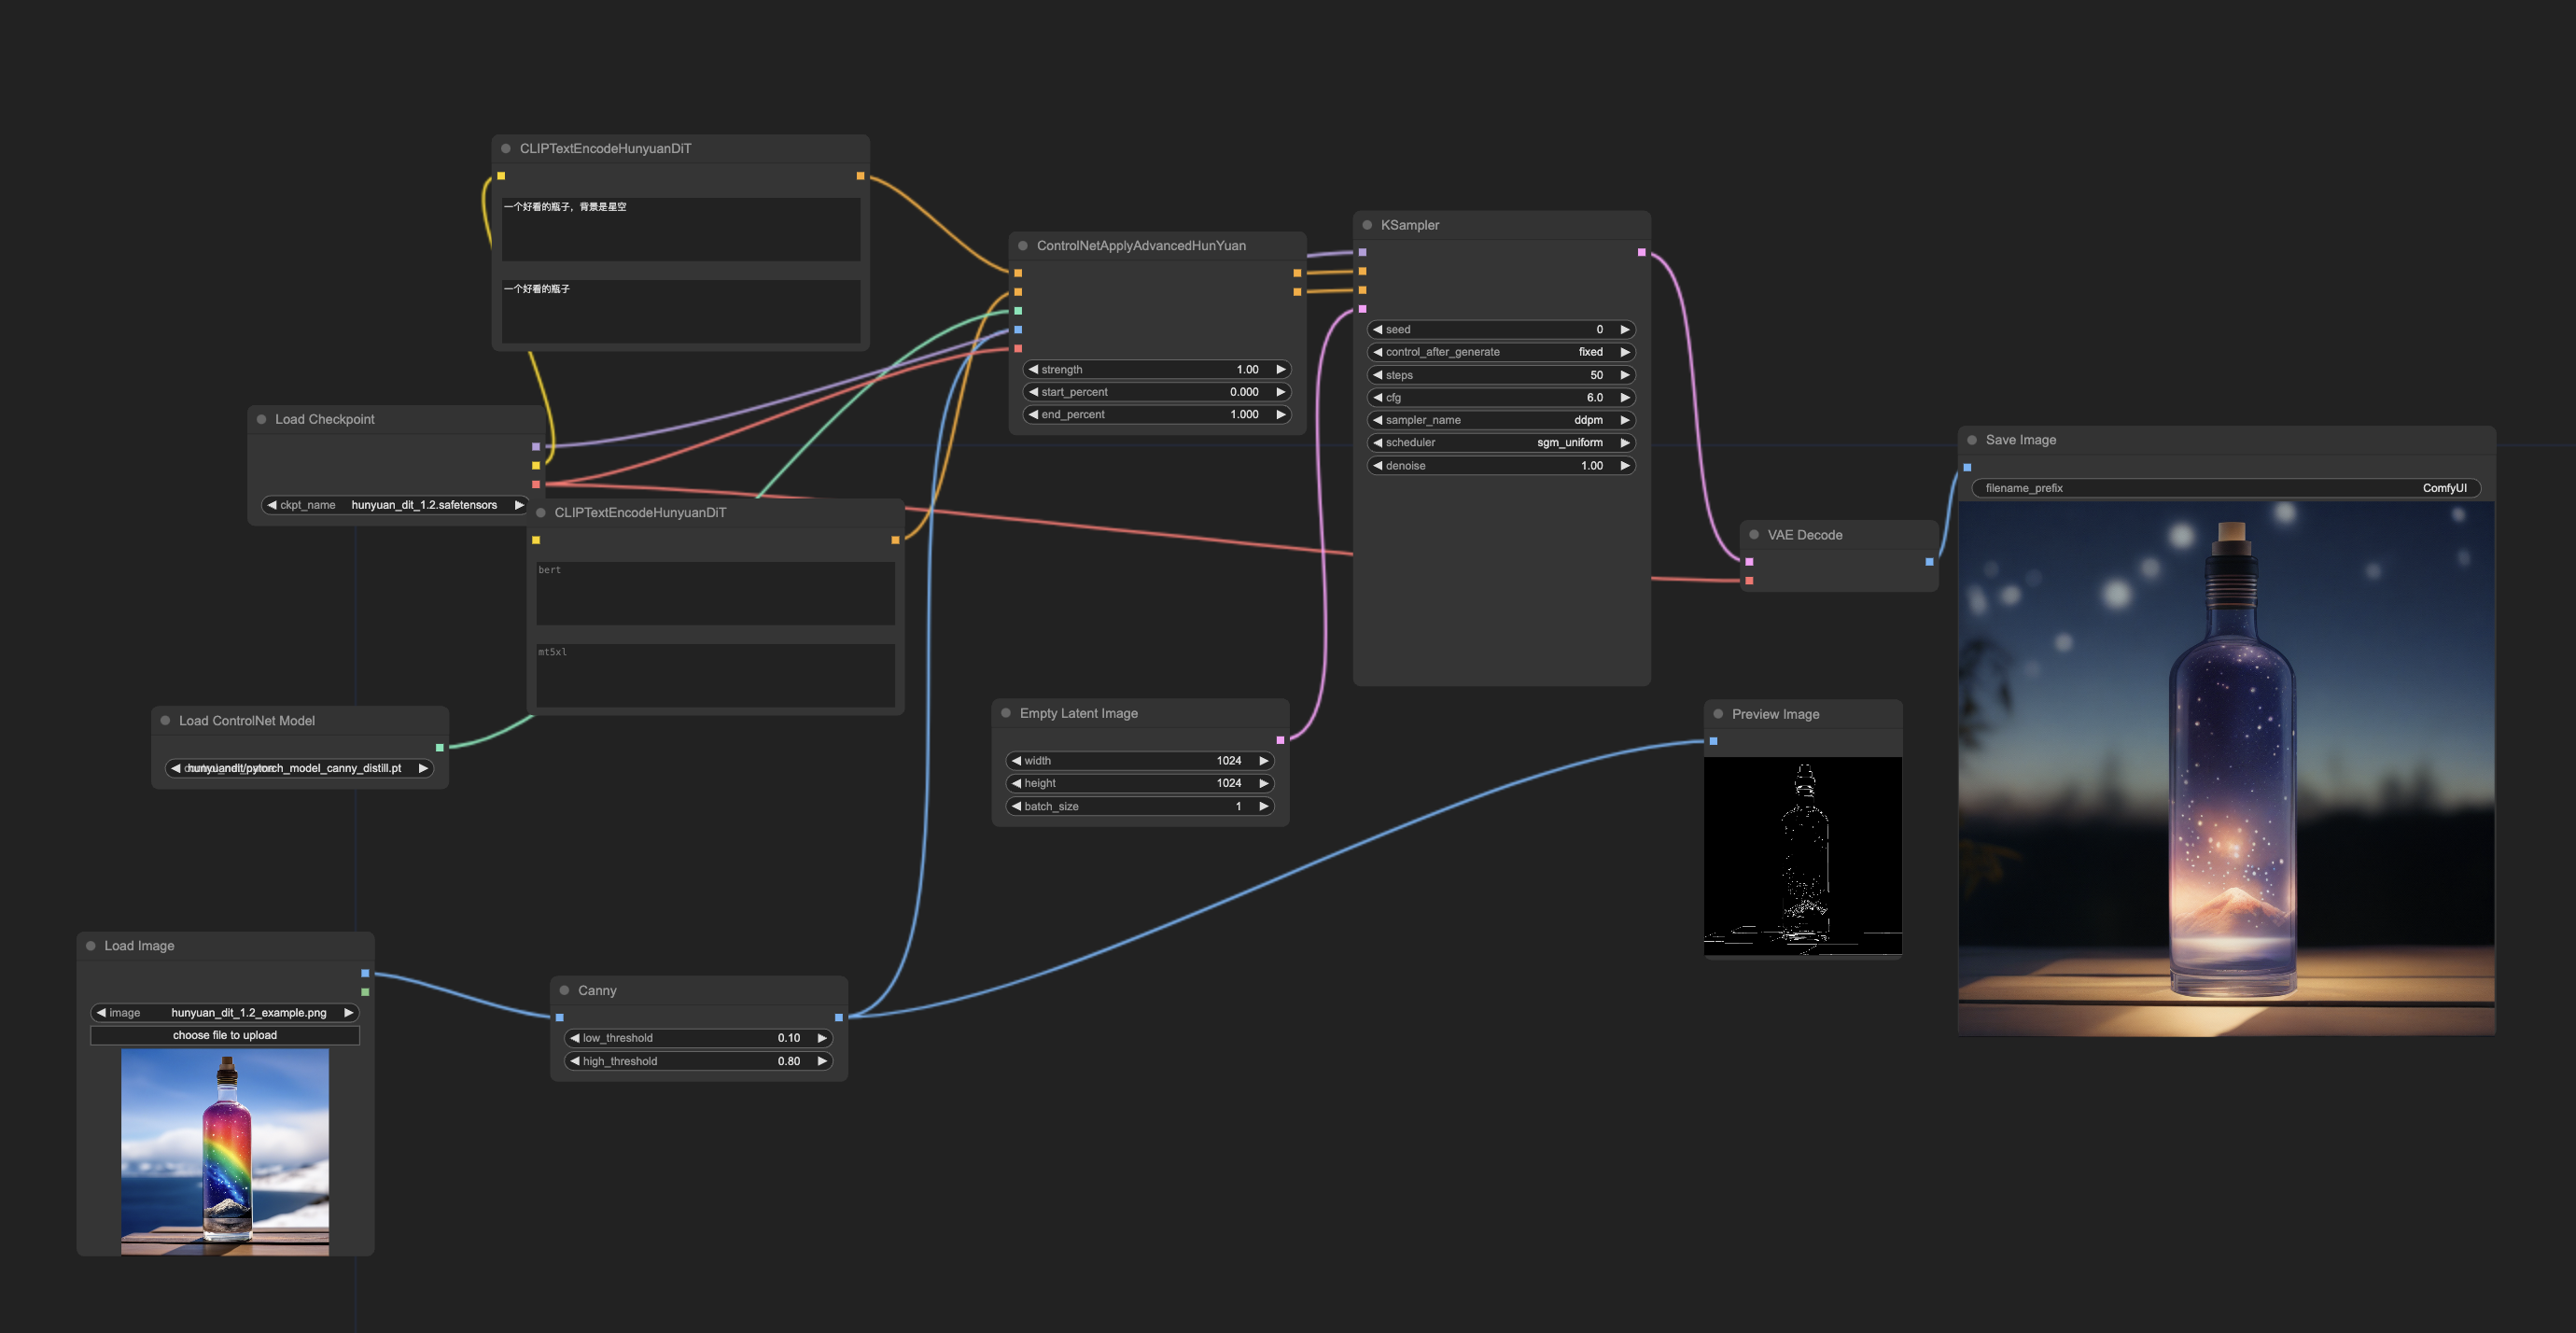 CLIPTextEncodeHunyuanDiT
一个好看的瓶子，背景是星空
一个好看的瓶子
ControlNetApplyAdvancedHunYuan
strength 1.00
start_percent 0.000
end_percent 1.000
KSampler
seed 0
control_after_generate fixed
steps 50
cfg 6.0
sampler_name ddpm
scheduler sgm_uniform
denoise 1.00
Load Checkpoint
ckpt_name hunyuan_dit_1.2.safetensors
CLIPTextEncodeHunyuanDiT
bert
mt5xl
Save Image
filename_prefix ComfyUI
VAE Decode
Load ControlNet Model
hunyuandit/pytorch_model_canny_distill.pt
Empty Latent Image
width 1024
height 1024
batch_size 1
Preview Image
Load Image
image hunyuan_dit_1.2_example.png
choose file to upload
Canny
low_threshold 0.10
high_threshold 0.80